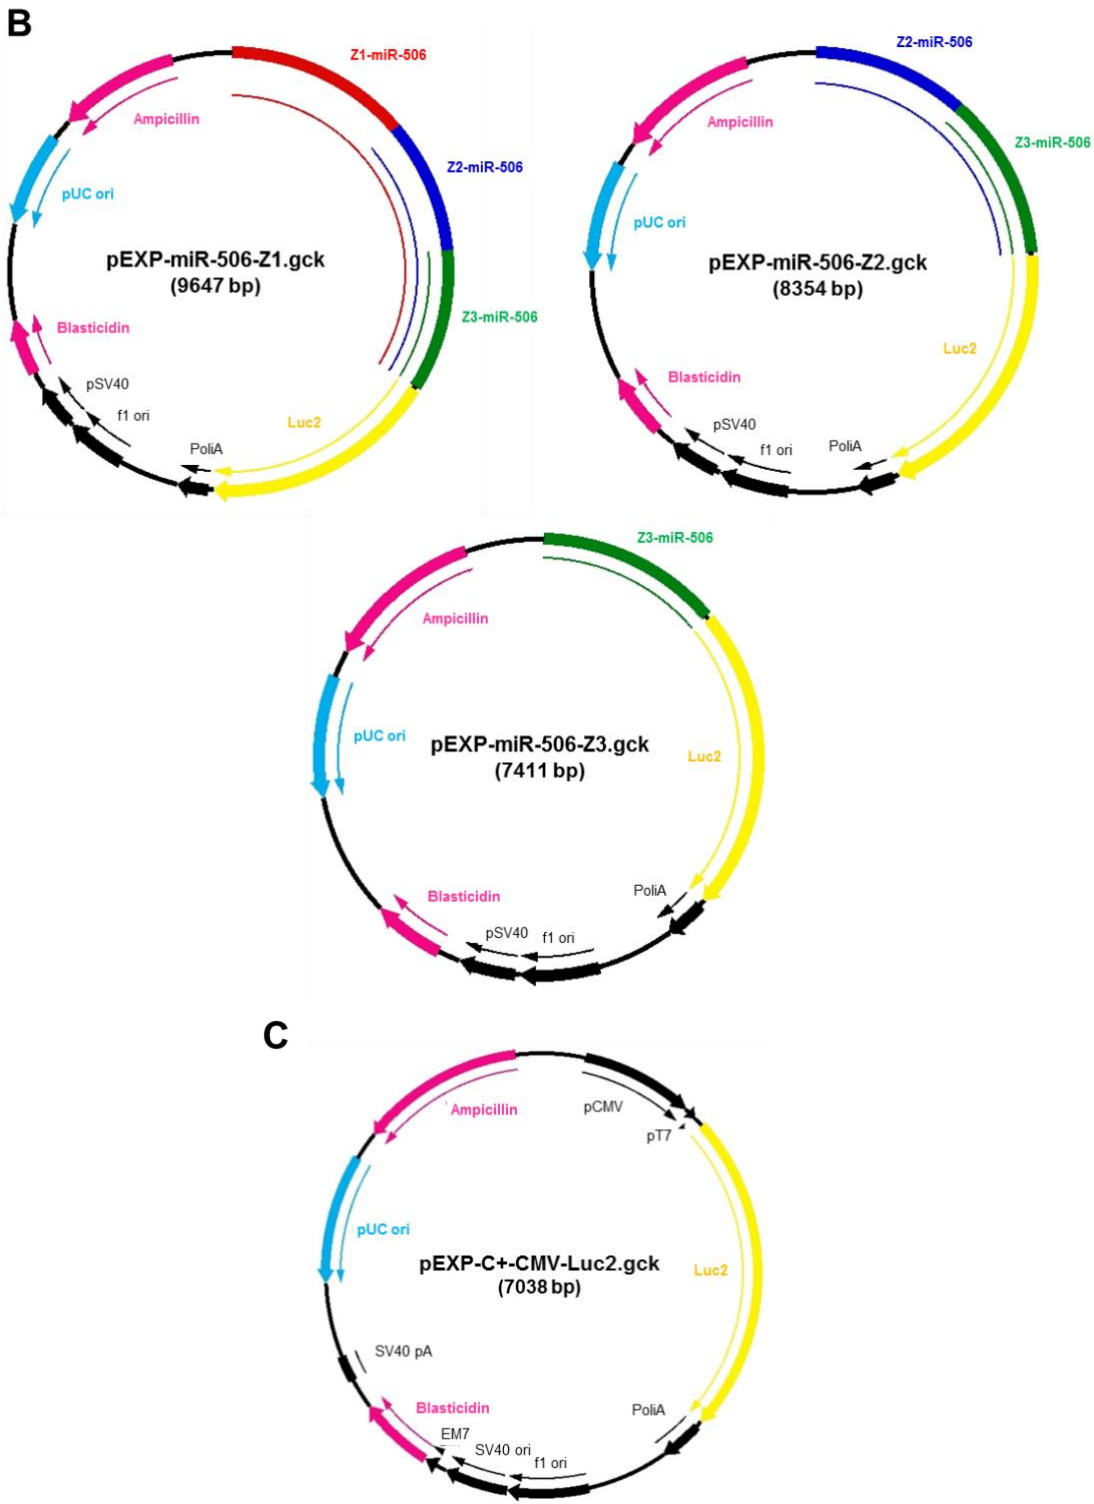 B
Z1-miR-506
Ampicillin
Z2-miR-506
pUC ori
pEXP-miR-506-Z1.gck
(9647 bp)
Blasticidin
Z3-miR-506
pSV40
f1 ori
Luc2
PoliA
Z2-miR-506
Ampicillin
Z3-miR-506
pUC ori
pEXP-miR-506-Z2.gck
(8354 bp)
Luc2
Blasticidin
pSV40
f1 ori
PoliA
Z3-miR-506
Ampicillin
pUC ori
pEXP-miR-506-Z3.gck
(7411 bp)
Luc2
Blasticidin
PoliA
pSV40
f1 ori
C
Ampicillin
pCMV
pT7
pUC ori
pEXP-C+-CMV-Luc2.gck
(7038 bp)
Luc2
SV40 pA
Blasticidin
PoliA
EM7
SV40 ori
f1 ori